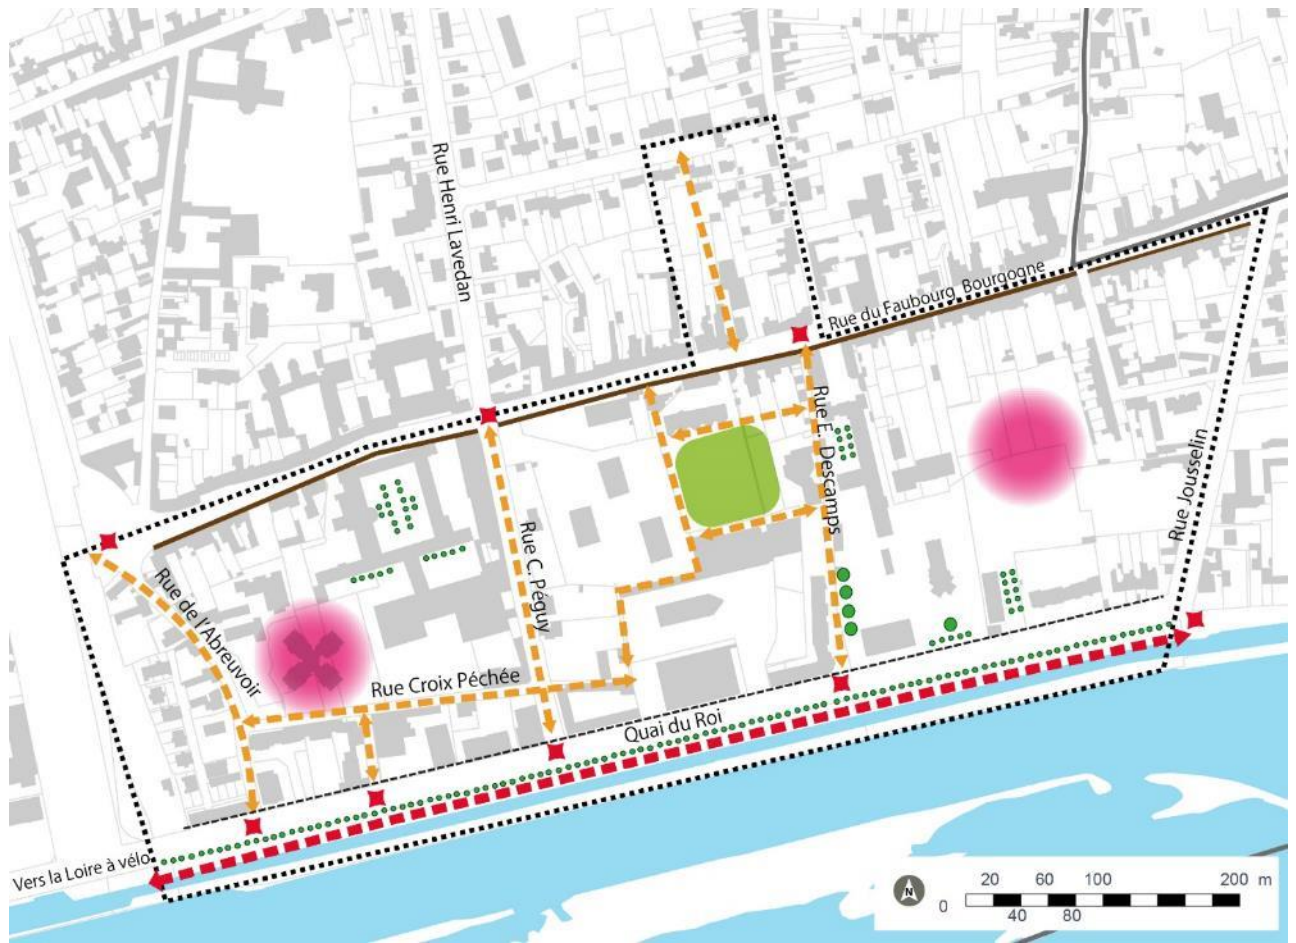 Rue Henri Lavedan
Rue du Faubourg Bourgogne
Rue E. Descamps
Rue Jousselin
Rue C. Péguy
Rue de l'Abreuvoir
Rue Croix Péchée
Quai du Roi
Vers la Loire à vélo
N
0 20 40 60 80 100 200 m